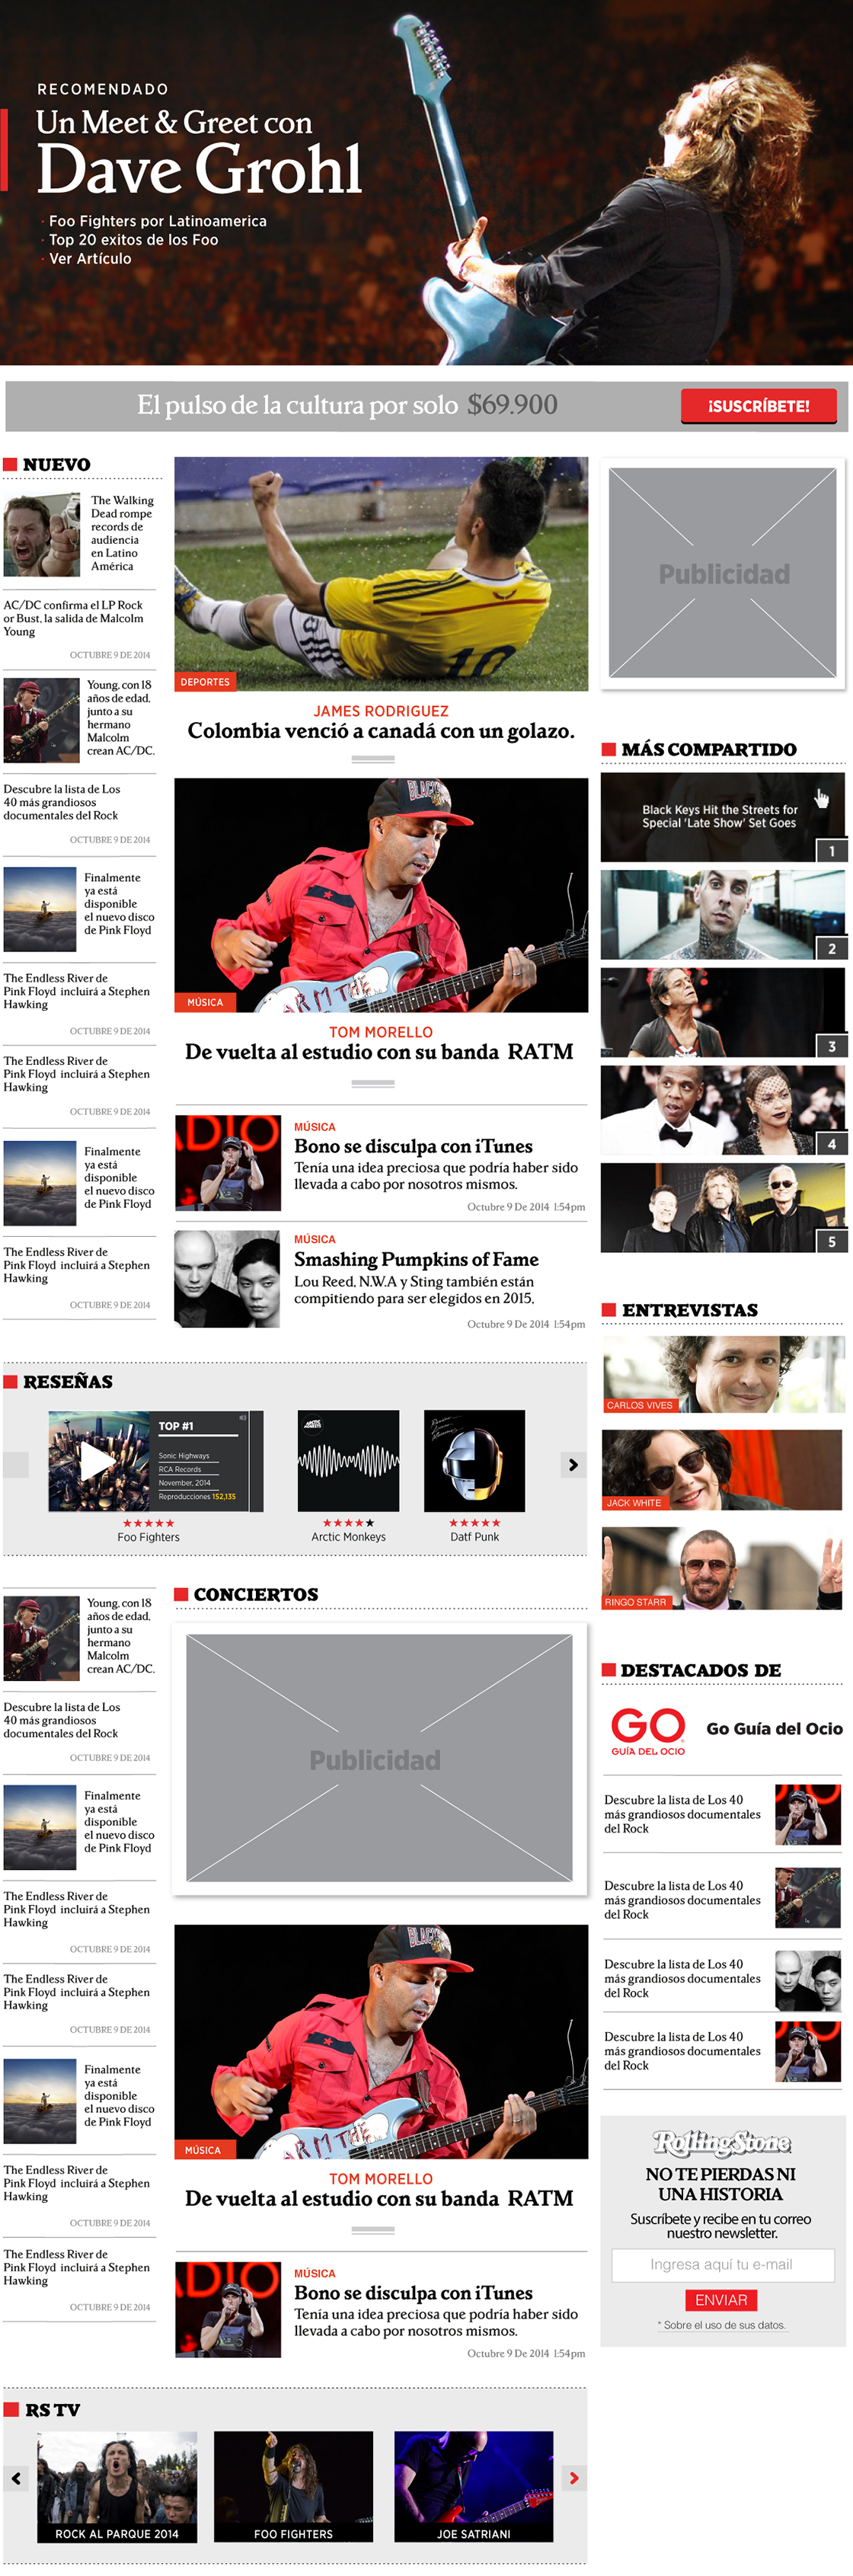 RECOMENDADO
Un Meet & Greet con
Dave Grohl
· Foo Fighters por Latinoamerica
· Top 20 exitos de los Foo
· Ver Artículo
El pulso de la cultura por solo $69.900
¡SUSCRÍBETE!
NUEVO
The Walking
Dead rompe
records de
audiencia
en Latino
América
AC/DC confirma el LP Rock
or Bust, la salida de Malcolm
Young
OCTUBRE 9 DE 2014
Young, con 18
años de edad,
junto a su
hermano
Malcolm
crean AC/DC.
Descubre la lista de Los
40 más grandiosos
documentales del Rock
OCTUBRE 9 DE 2014
Finalmente
ya está
disponible
el nuevo disco
de Pink Floyd
The Endless River de
Pink Floyd incluirá a Stephen
Hawking
OCTUBRE 9 DE 2014
The Endless River de
Pink Floyd incluirá a Stephen
Hawking
OCTUBRE 9 DE 2014
Finalmente
ya está
disponible
el nuevo disco
de Pink Floyd
The Endless River de
Pink Floyd incluirá a Stephen
Hawking
OCTUBRE 9 DE 2014
10
DEPORTES
JAMES RODRIGUEZ
Colombia venció a canadá con un golazo.
BLACK
ARM THE
MÚSICA
TOM MORELLO
De vuelta al estudio con su banda RATM
ADIO
MÚSICA
Bono se disculpa con iTunes
Tenía una idea preciosa que podría haber sido
llevada a cabo por nosotros mismos.
Octubre 9 De 2014 1:54pm
MÚSICA
Smashing Pumpkins of Fame
Lou Reed, N.W.A y Sting también están
compitiendo para ser elegidos en 2015,
Octubre 9 De 2014 1:54pm
Publicidad
MÁS COMPARTIDO
Black Keys Hit the Streets for
Special 'Late Show' Set Goes
1
2
3
4
5
ENTREVISTAS
CARLOS VIVES
JACK WHITE
RINGO STARR
RESEÑAS
TOP #1
Sonic Highways
RCA Records
November, 2014
Reproducciones 152,135
Foo Fighters
ARCTIC
MONKEYS
Arctic Monkeys
Datf Punk
Young, con 18
años de edad,
junto a su
hermano
Malcolm
crean AC/DC.
Descubre la lista de Los
40 más grandiosos
documentales del Rock
OCTUBRE 9 DE 2014
Finalmente
ya está
disponible
el nuevo disco
de Pink Floyd
The Endless River de
Pink Floyd incluirá a Stephen
Hawking
OCTUBRE 9 DE 2014
The Endless River de
Pink Floyd incluirá a Stephen
Hawking
OCTUBRE 9 DE 2014
Finalmente
ya está
disponible
el nuevo disco
de Pink Floyd
The Endless River de
Pink Floyd incluirá a Stephen
Hawking
OCTUBRE 9 DE 2014
The Endless River de
Pink Floyd incluirá a Stephen
Hawking
OCTUBRE 9 DE 2014
CONCIERTOS
Publicidad
BLACK
ARM THE
MÚSICA
TOM MORELLO
De vuelta al estudio con su banda RATM
ADIO
MÚSICA
Bono se disculpa con iTunes
Tenía una idea preciosa que podría haber sido
llevada a cabo por nosotros mismos.
Octubre 9 De 2014 1:54pm
DESTACADOS DE
GO
GUÍA DEL OCIO
Go Guía del Ocio
Descubre la lista de Los 40
más grandiosos documentales
del Rock
Descubre la lista de Los 40
más grandiosos documentales
del Rock
Descubre la lista de Los 40
más grandiosos documentales
del Rock
Descubre la lista de Los 40
más grandiosos documentales
del Rock
RollingStone
NO TE PIERDAS NI
UNA HISTORIA
Suscríbete y recibe en tu correo
nuestro newsletter.
Ingresa aquí tu e-mail
ENVIAR
* Sobre el uso de sus datos.
RS TV
ROCK AL PARQUE 2014
FOO FIGHTERS
JOE SATRIANI